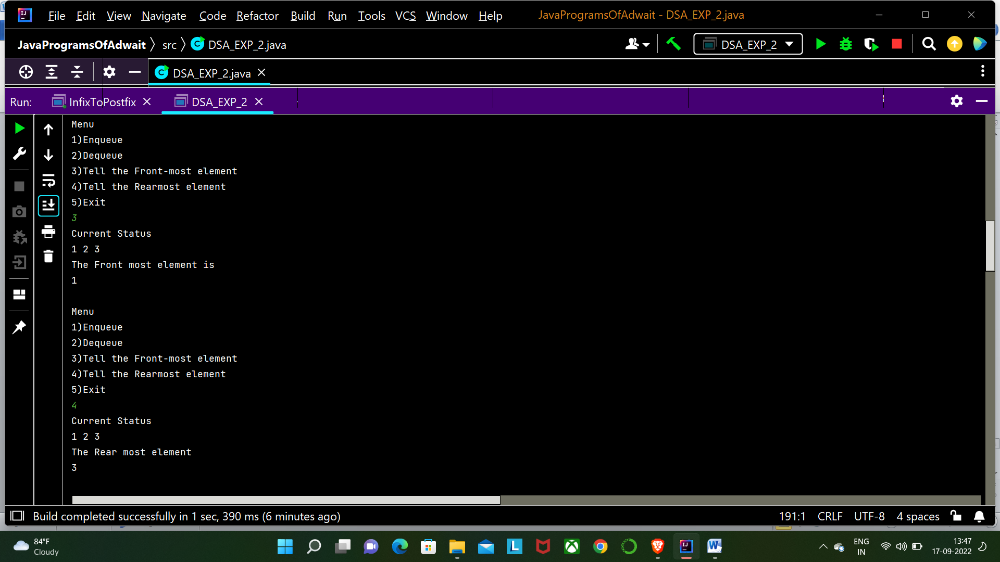 File Edit View Navigate Code Refactor Build Run Tools VCS Window Help JavaProgramsOfAdwait - DSA_EXP_2.java
JavaProgramsOfAdwait 〉 src 〉 DSA_EXP_2.java DSA_EXP_2
DSA_EXP_2.java
Run: InfixToPostfix DSA_EXP_2
Menu
1)Enqueue
2)Dequeue
3)Tell the Front-most element
4)Tell the Rearmost element
5)Exit
3
Current Status
1 2 3
The Front most element is
1
Menu
1)Enqueue
2)Dequeue
3)Tell the Front-most element
4)Tell the Rearmost element
5)Exit
4
Current Status
1 2 3
The Rear most element
3
Build completed successfully in 1 sec, 390 ms (6 minutes ago) 191:1 CRLF UTF-8 4 spaces
84°F
Cloudy
ENG
IN
13:47
17-09-2022